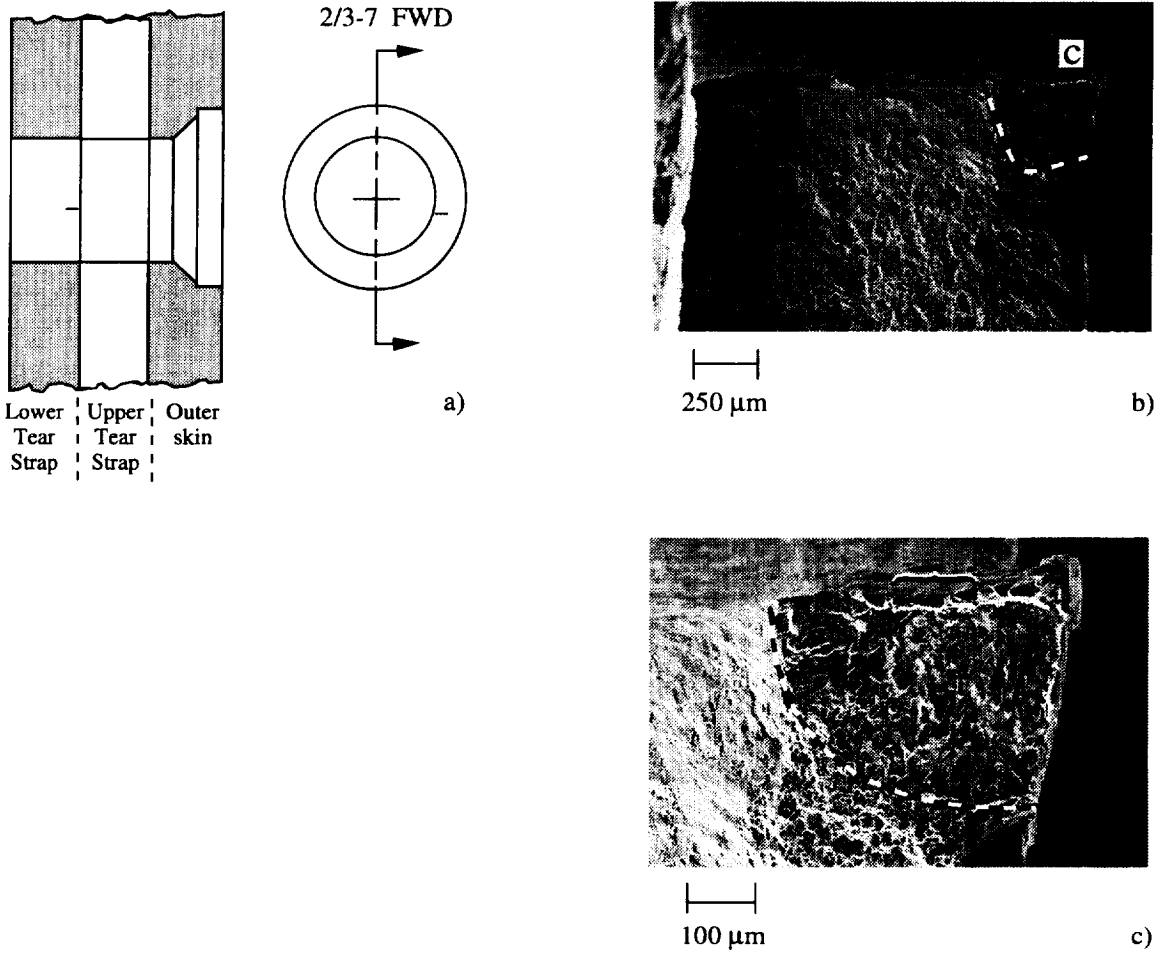 2/3-7 FWD
Lower Tear Strap
Upper Tear Strap
Outer skin
a)
C
250 μm
b)
100 μm
c)